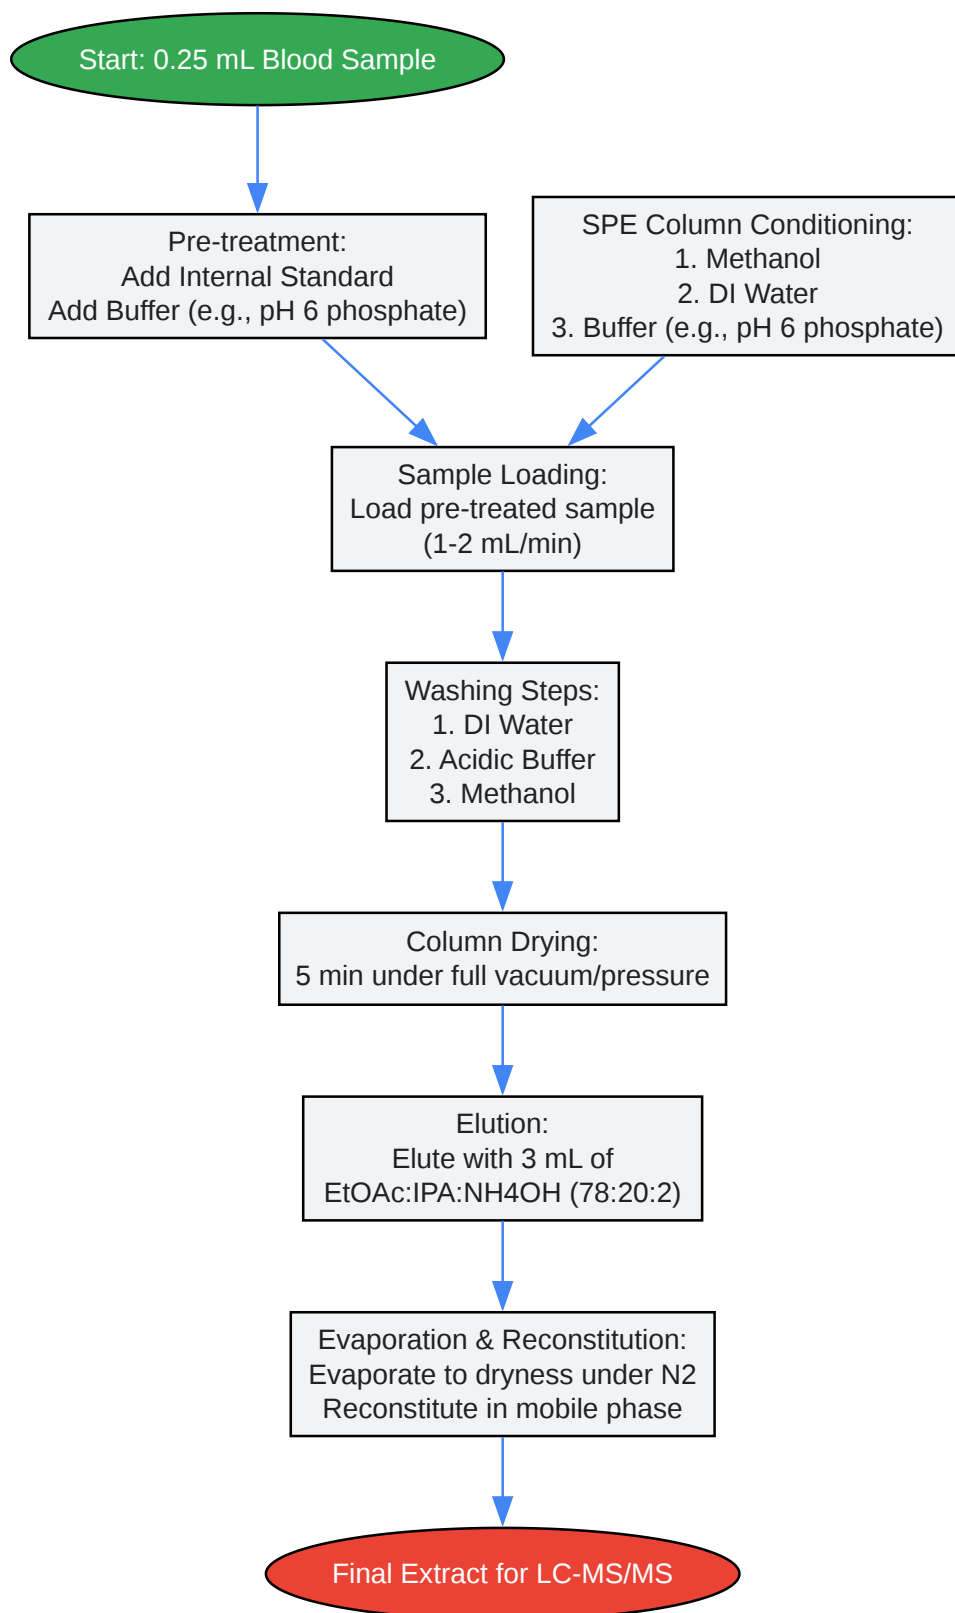 Start: 0.25 mL Blood Sample
Pre-treatment:
Add Internal Standard
Add Buffer (e.g., pH 6 phosphate)
SPE Column Conditioning:
1. Methanol
2. DI Water
3. Buffer (e.g., pH 6 phosphate)
Sample Loading:
Load pre-treated sample
(1-2 mL/min)
Washing Steps:
1. DI Water
2. Acidic Buffer
3. Methanol
Column Drying:
5 min under full vacuum/pressure
Elution:
Elute with 3 mL of
EtOAc:IPA:NH4OH (78:20:2)
Evaporation & Reconstitution:
Evaporate to dryness under N2
Reconstitute in mobile phase
Final Extract for LC-MS/MS